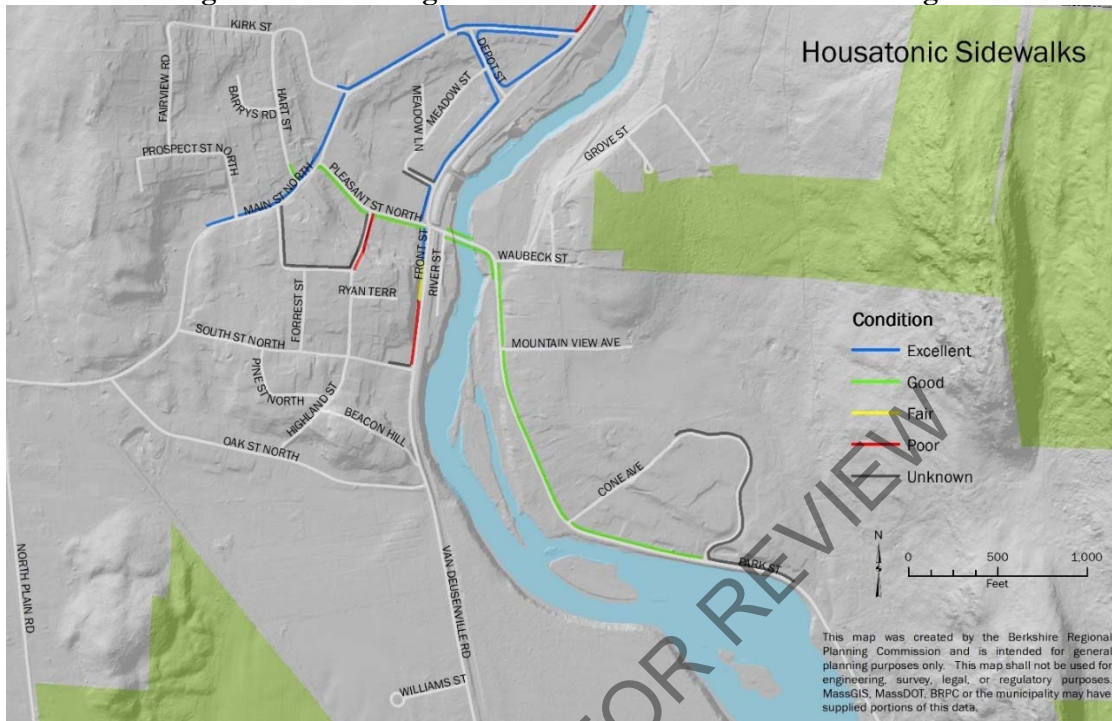 Housatonic Sidewalks
KIRK ST
FAIRVIEW RD
BARRYS RD
HART ST
DEPOT ST
MEADOW ST
MEADOW LN
GROVE ST
PROSPECT ST NORTH
MAIN ST NORTH
PLEASANT ST NORTH
FRONT ST
RIVER ST
WAUBECK ST
RYAN TERR
FORREST ST
SOUTH ST NORTH
MOUNTAIN VIEW AVE
PINE ST NORTH
HIGHLAND ST
BEACON HILL
OAK ST NORTH
CONE AVE
PARK ST
NORTH PLAIN RD
VAN DEUSENVILLE RD
WILLIAMS ST
Condition
Excellent
Good
Fair
Poor
Unknown
N
0 500 1,000
Feet
FOR REVIEW
This map was created by the Berkshire Regional
Planning Commission and is intended for general
planning purposes only. This map shall not be used for
engineering, survey, legal, or regulatory purposes.
MassGIS, MassDOT, BRPC or the municipality may have
supplied portions of this data.